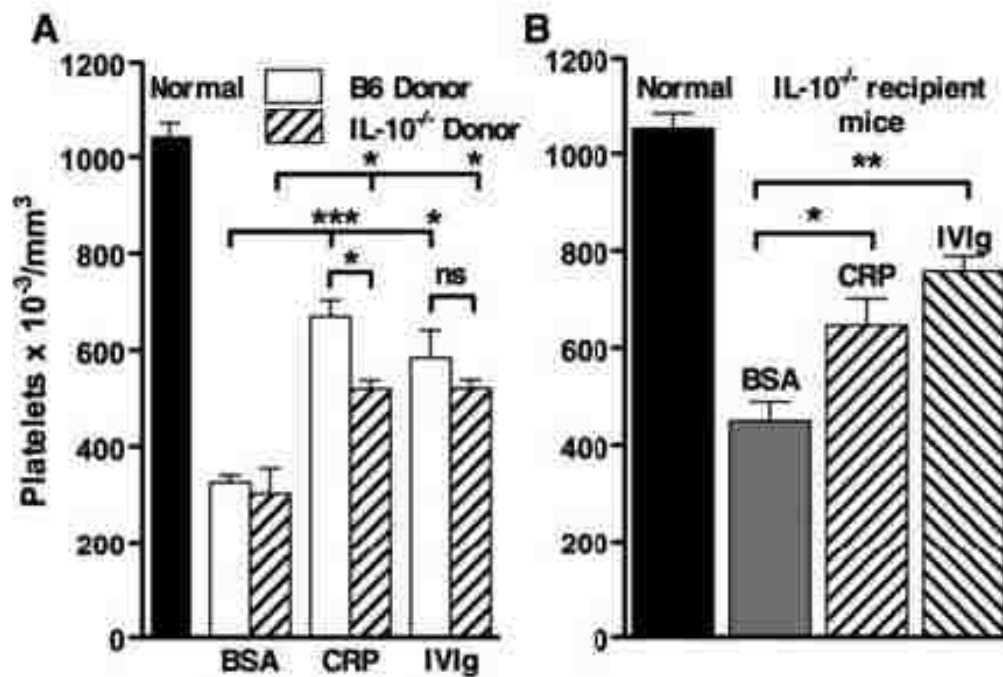 A
1200
1000
800
600
400
200
0
Platelets x 10⁻³/mm³
Normal
B6 Donor
IL-10⁻/⁻ Donor
*
*
***
*
*
ns
BSA
CRP
IVIg
B
1200
1000
800
600
400
200
0
Normal
IL-10⁻/⁻ recipient
mice
**
*
IVIg
CRP
BSA